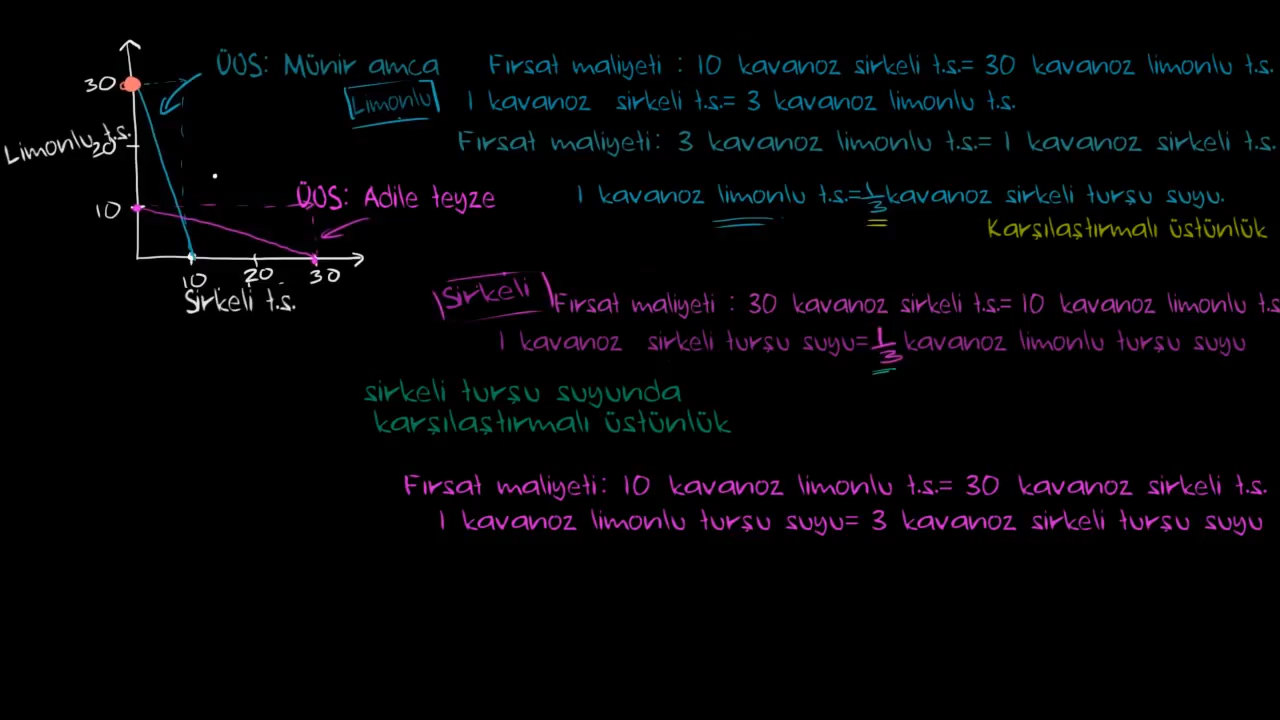 ÜOS: Münir amca
Fırsat maliyeti : 10 kavanoz sirkeli t.s.= 30 kavanoz limonlu t.s.
30
Limonlu
1 kavanoz sirkeli t.s.= 3 kavanoz limonlu t.s.
Limonlu t.s.
20
Fırsat maliyeti: 3 kavanoz limonlu t.s.= 1 kavanoz sirkeli t.s.
ÜOS: Adile teyze
1 kavanoz limonlu t.s.=1/3 kavanoz sirkeli turşu suyu.
10
Karşılaştırmalı üstünlük
10 20 30
Sirkeli t.s.
Sirkeli
Fırsat maliyeti : 30 kavanoz sirkeli t.s.= 10 kavanoz limonlu t.s
1 kavanoz sirkeli turşu suyu=1/3 kavanoz limonlu turşu suyu
sirkeli turşu suyunda
karşılaştırmalı üstünlük
Fırsat maliyeti: 10 kavanoz limonlu t.s.= 30 kavanoz sirkeli t.s.
1 kavanoz limonlu turşu suyu= 3 kavanoz sirkeli turşu suyu